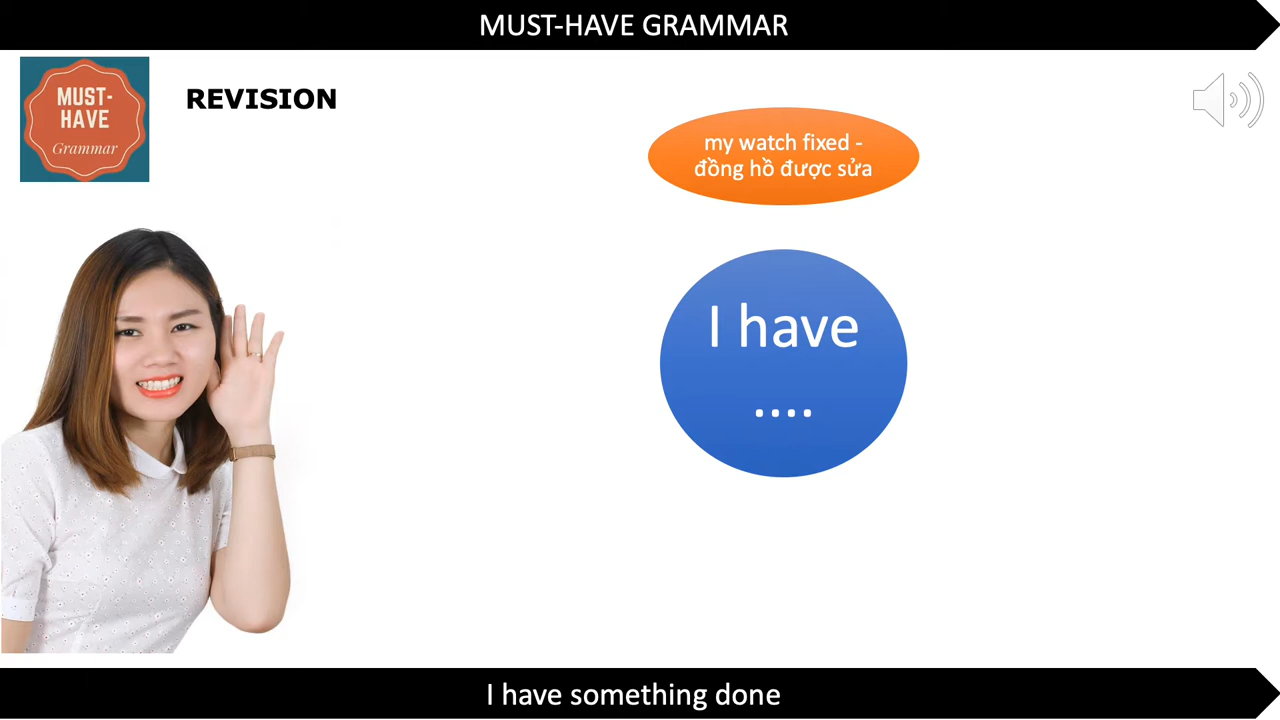 MUST-HAVE GRAMMAR
MUST-
HAVE
Grammar
REVISION
my watch fixed -
đồng hồ được sửa
I have
....
I have something done